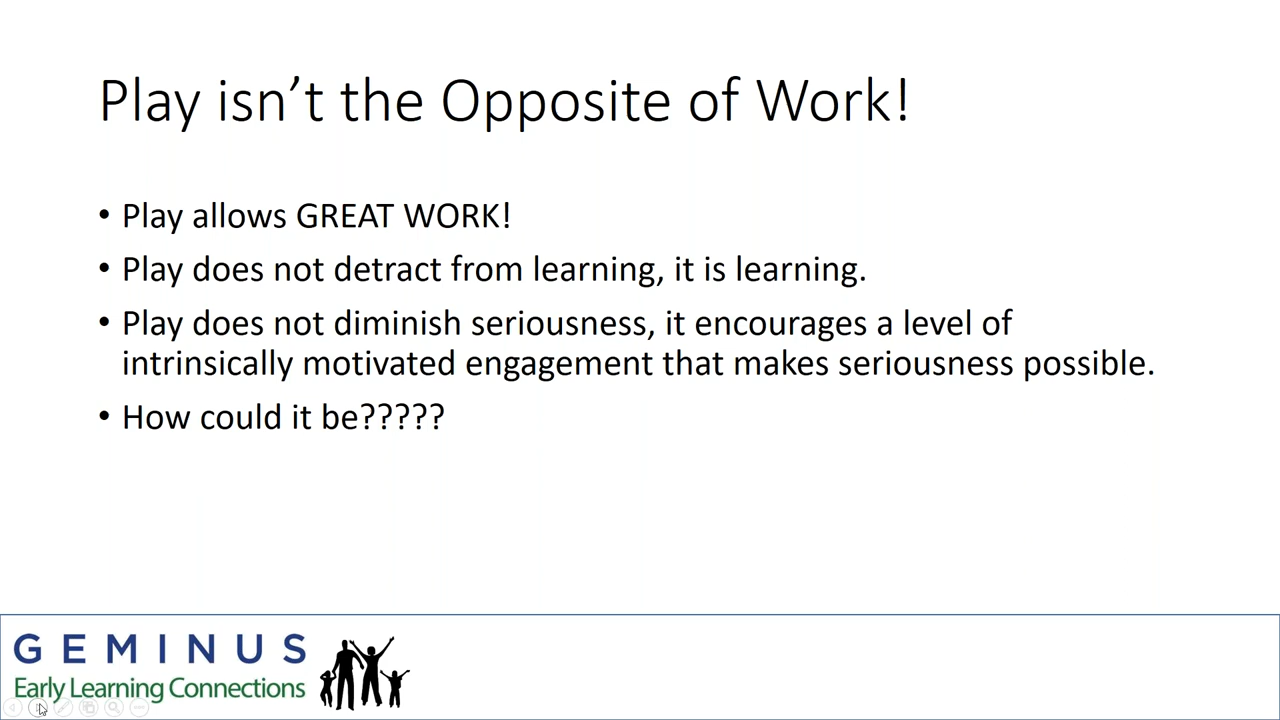 Play isn’t the Opposite of Work!
• Play allows GREAT WORK!
• Play does not detract from learning, it is learning.
• Play does not diminish seriousness, it encourages a level of
intrinsically motivated engagement that makes seriousness possible.
• How could it be?????
GEMINUS
Early Learning Connections